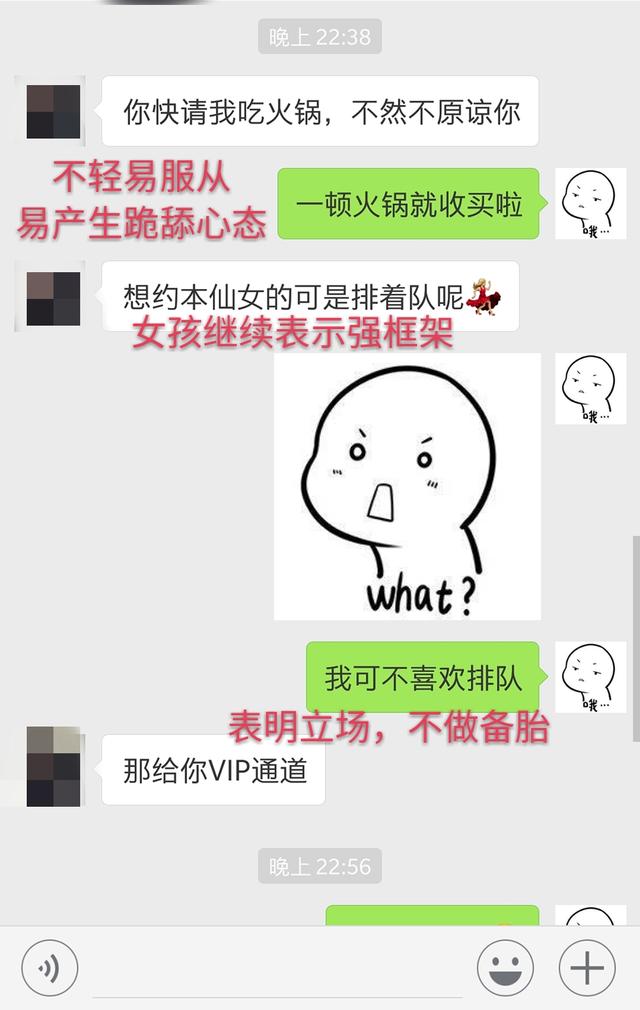 晚上 22:38
你快请我吃火锅，不然不原谅你
不轻易服从
易产生跪舔心态
一顿火锅就收买啦
哦…
想约本仙女的可是排着队呢
女孩继续表示强框架
哦…
what?
我可不喜欢排队
哦…
表明立场，不做备胎
那给你VIP通道
晚上 22:56